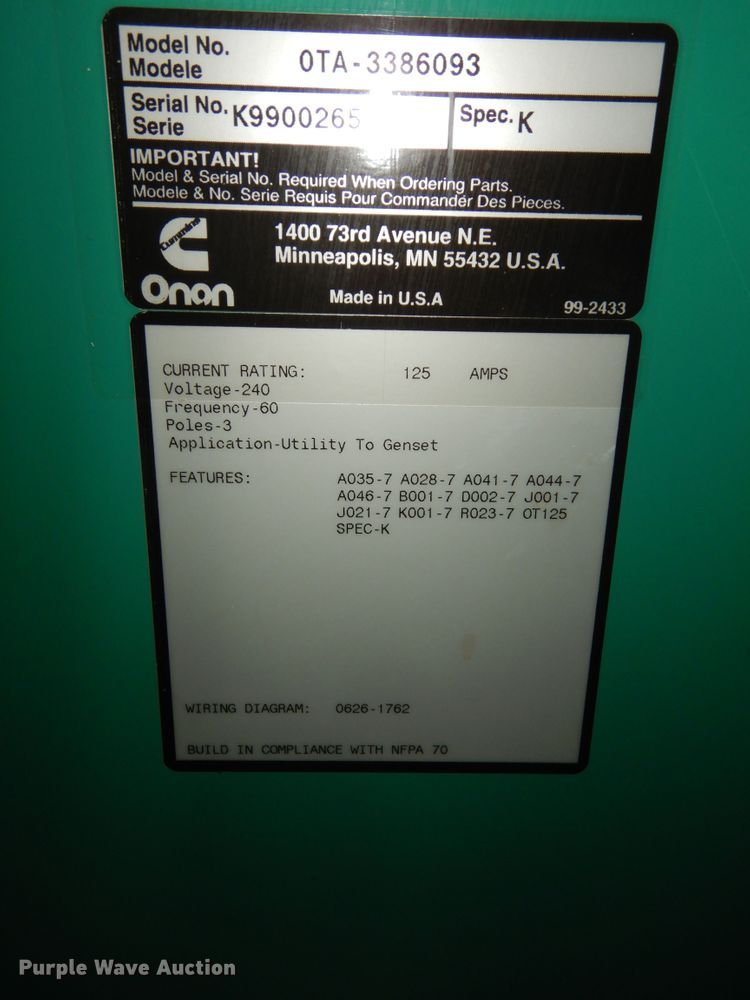 Model No.
Modele
OTA-3386093
Serial No.
Serie
K9900265
Spec. K
IMPORTANT!
Model & Serial No. Required When Ordering Parts.
Modele & No. Serie Requis Pour Commander Des Pieces.
Cummins
Onan
1400 73rd Avenue N.E.
Minneapolis, MN 55432 U.S.A.
Made in U.S.A
99-2433
CURRENT RATING: 125 AMPS
Voltage-240
Frequency-60
Poles-3
Application-Utility To Genset
FEATURES: A035-7 A028-7 A041-7 A044-7
A046-7 B001-7 D002-7 J001-7
J021-7 K001-7 R023-7 OT125
SPEC-K
WIRING DIAGRAM: 0626-1762
BUILD IN COMPLIANCE WITH NFPA 70
Purple Wave Auction